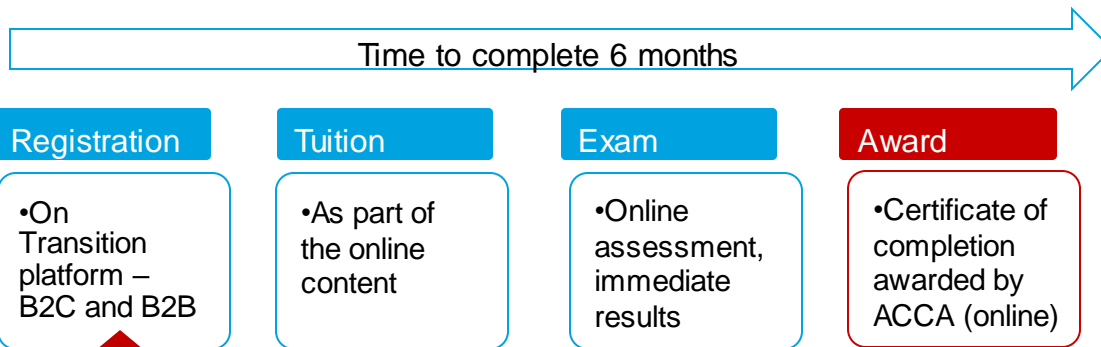 Time to complete 6 months
Registration
•On
Transition
platform –
B2C and B2B
Tuition
•As part of
the online
content
Exam
•Online
assessment,
immediate
results
Award
•Certificate of
completion
awarded by
ACCA (online)